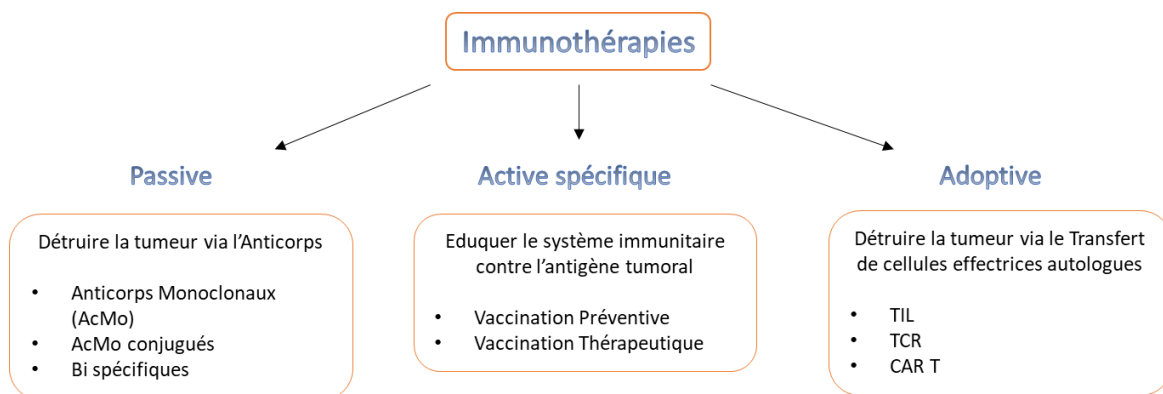 Immunothérapies
Passive
Active spécifique
Adoptive
Détruire la tumeur via l’Anticorps
• Anticorps Monoclonaux
(AcMo)
• AcMo conjugués
• Bi spécifiques
Eduquer le système immunitaire
contre l’antigène tumoral
• Vaccination Préventive
• Vaccination Thérapeutique
Détruire la tumeur via le Transfert
de cellules effectrices autologues
• TIL
• TCR
• CAR T